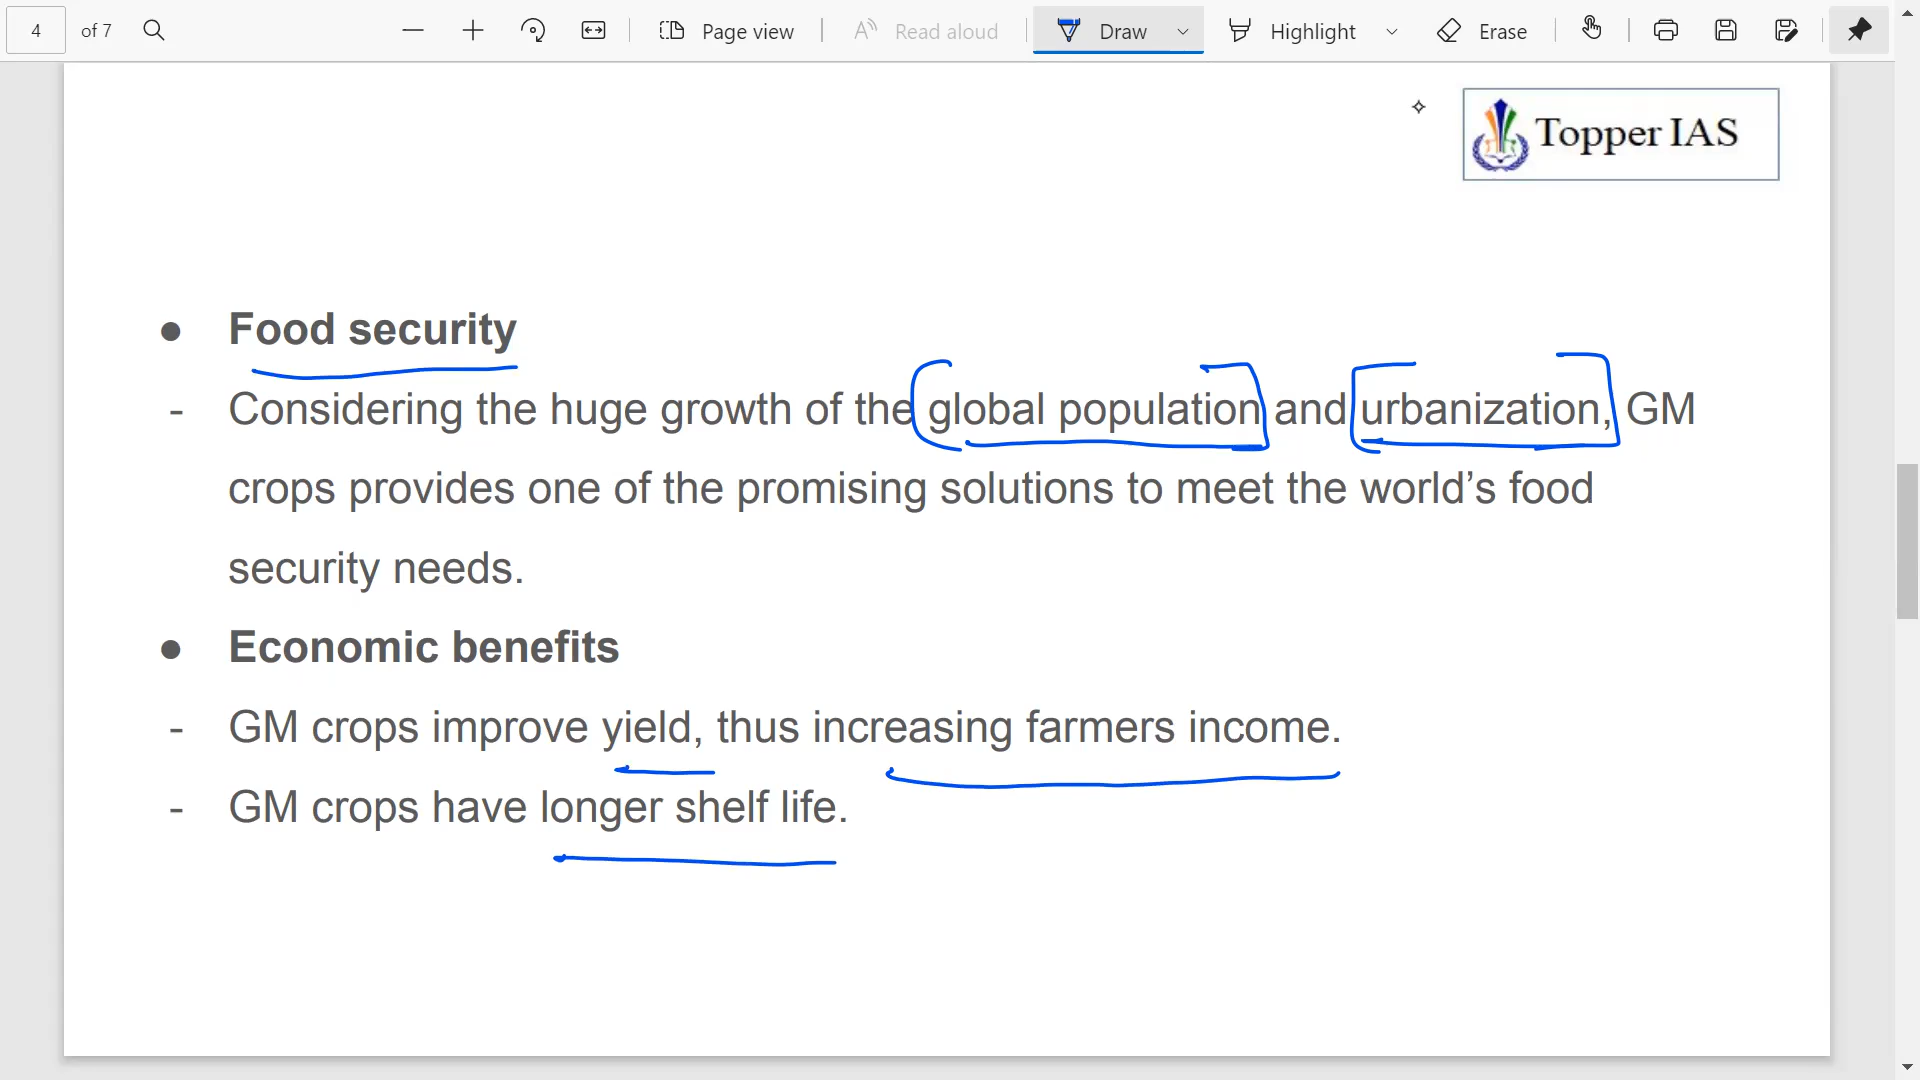 4 of 7 Page view Read aloud Draw Highlight Erase
Topper IAS
● Food security
- Considering the huge growth of the global population and urbanization, GM
crops provides one of the promising solutions to meet the world’s food
security needs.
● Economic benefits
- GM crops improve yield, thus increasing farmers income.
- GM crops have longer shelf life.